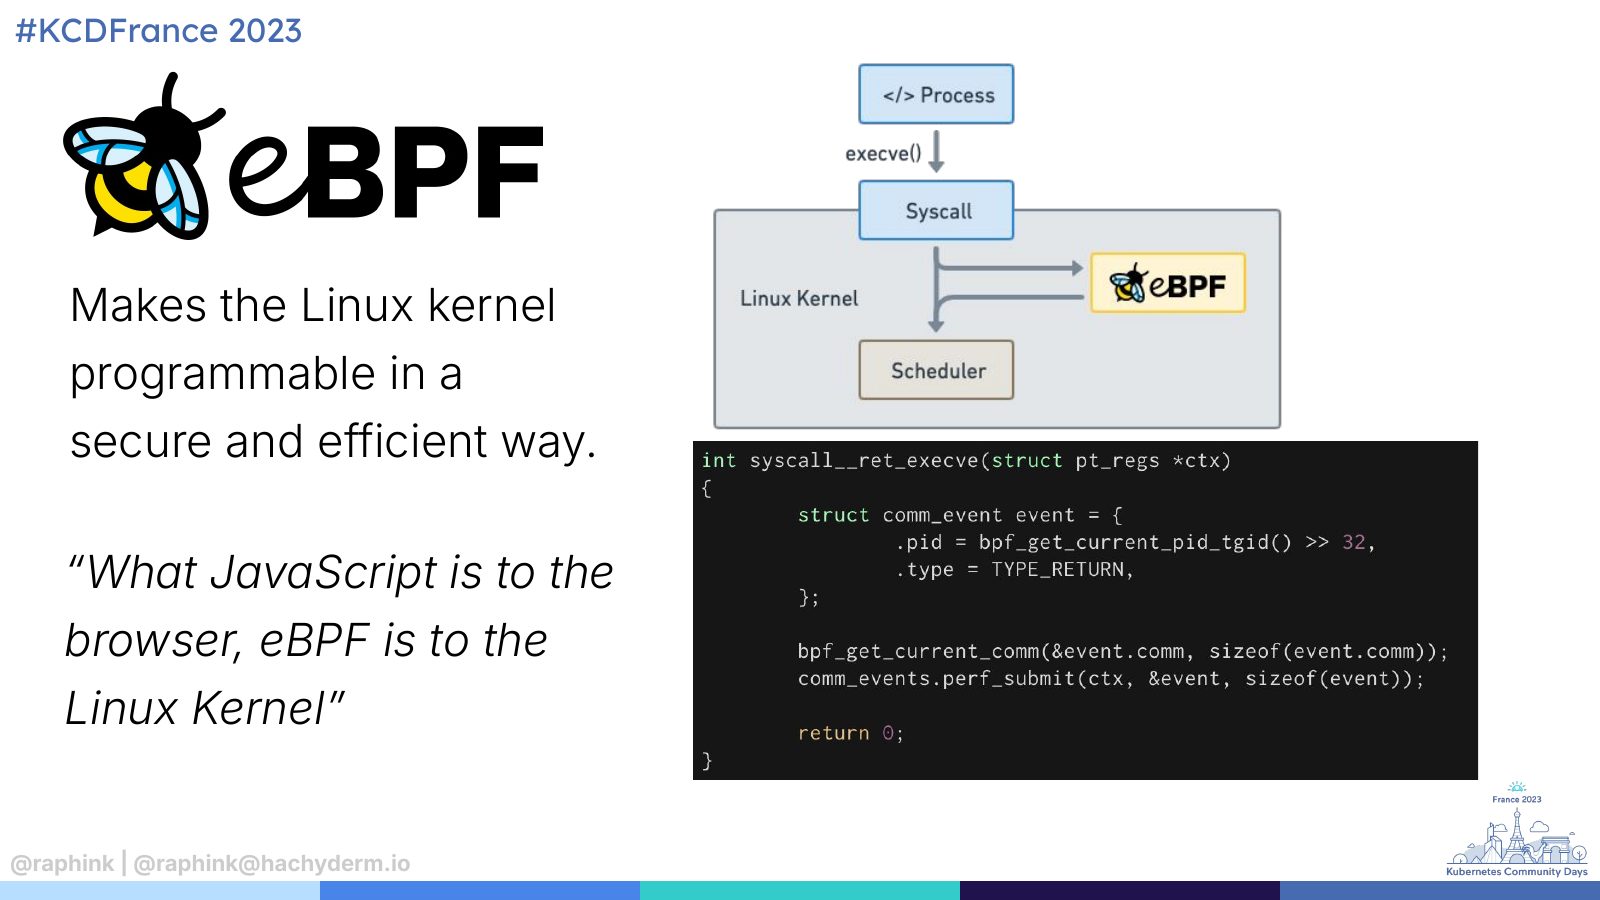 #KCDFrance 2023
eBPF
Makes the Linux kernel
programmable in a
secure and efficient way.
“What JavaScript is to the
browser, eBPF is to the
Linux Kernel”
</> Process
execve()
Syscall
Linux Kernel
eBPF
Scheduler
int syscall__ret_execve(struct pt_regs *ctx)
{
struct comm_event event = {
.pid = bpf_get_current_pid_tgid() >> 32,
.type = TYPE_RETURN,
};
bpf_get_current_comm(&event.comm, sizeof(event.comm));
comm_events.perf_submit(ctx, &event, sizeof(event));
return 0;
}
France 2023
Kubernetes Community Days
@raphink | @raphink@hachyderm.io